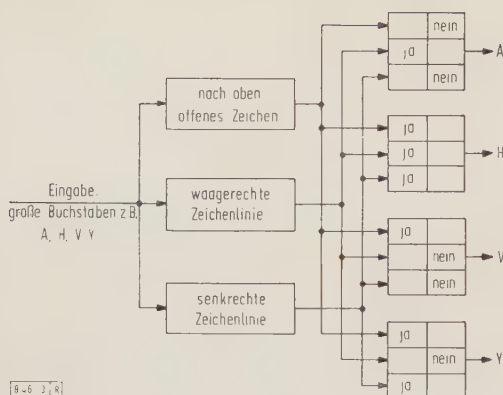 Eingabe:
große Buchstaben z.B.
A, H, V Y
nach oben
offenes Zeichen
waagerechte
Zeichenlinie
senkrechte
Zeichenlinie
nein
ja
nein
A
ja
ja
ja
H
ja
nein
nein
V
ja
nein
ja
Y